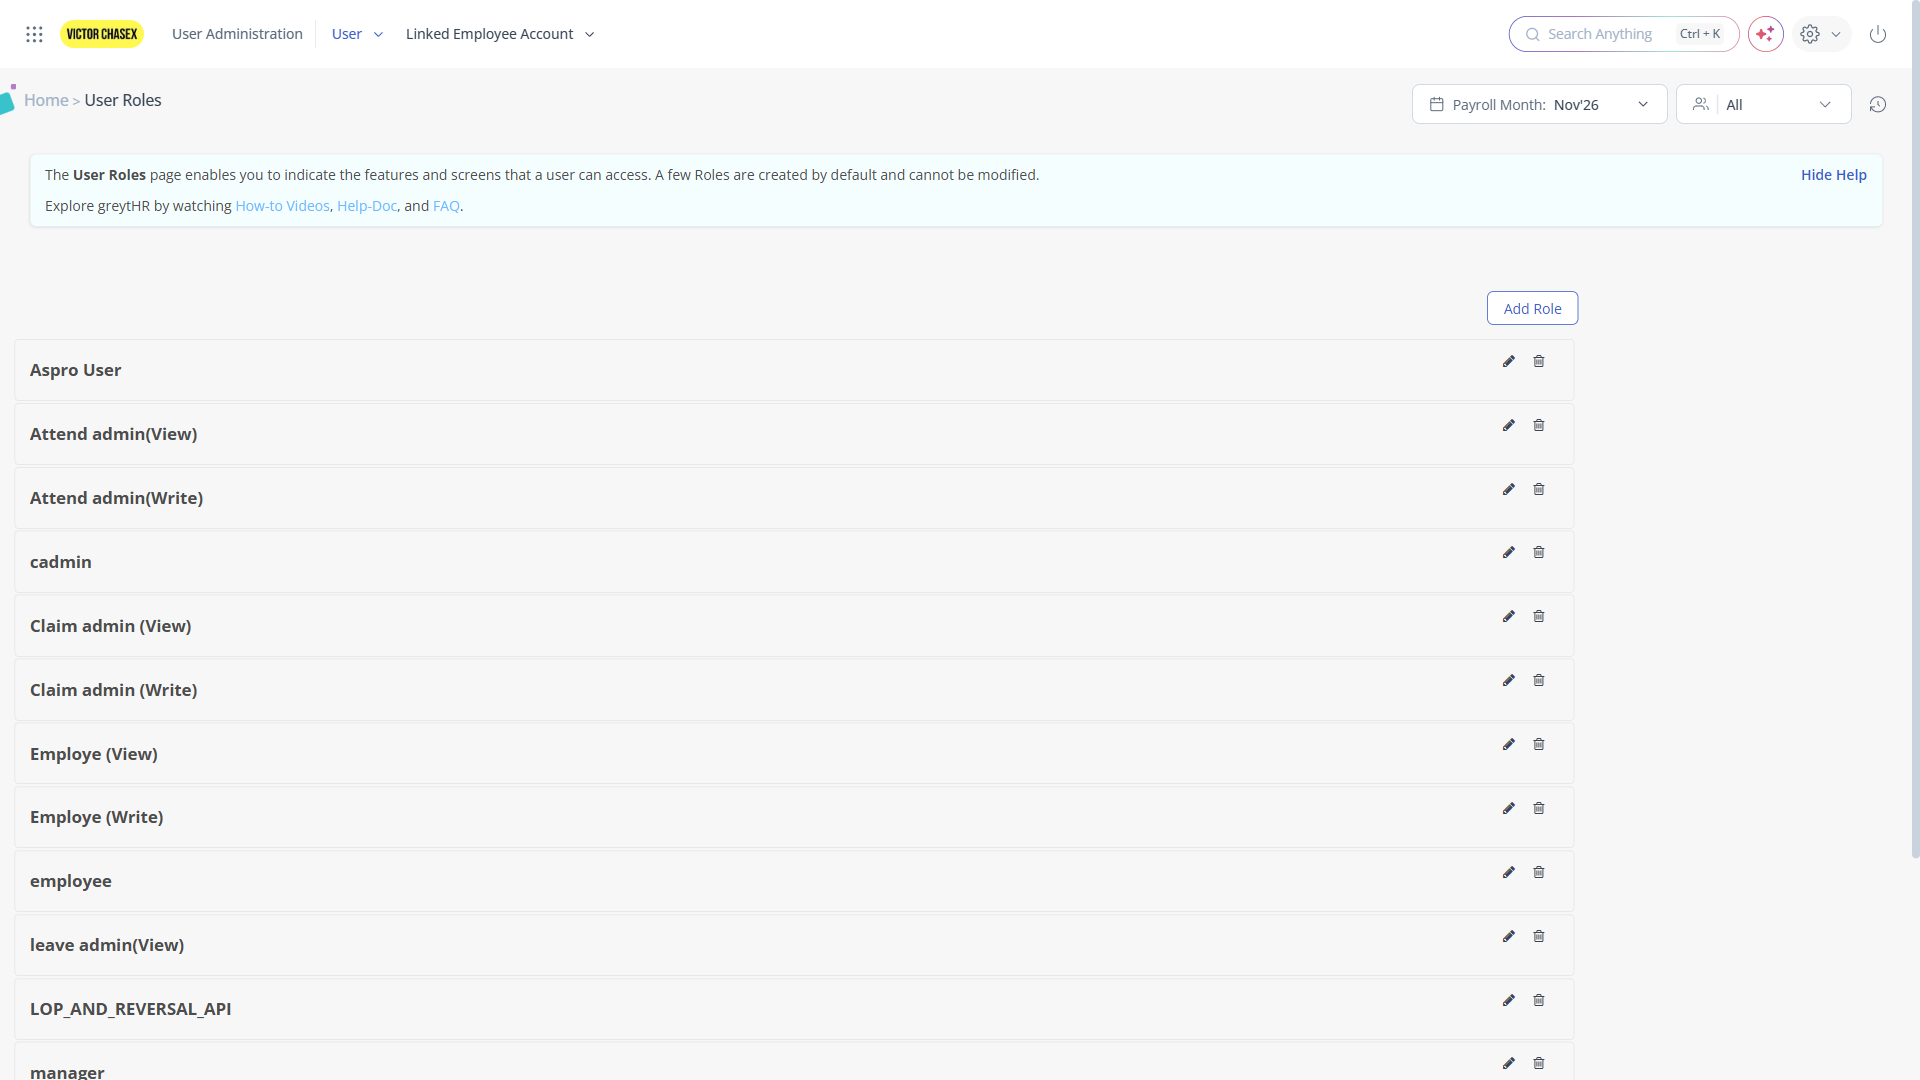 VICTOR CHASEX
User Administration
User
Linked Employee Account
Search Anything
Ctrl + K
Home > User Roles
Payroll Month: Nov'26
All
The User Roles page enables you to indicate the features and screens that a user can access. A few Roles are created by default and cannot be modified.
Hide Help
Explore greytHR by watching How-to Videos, Help-Doc, and FAQ.
Add Role
Aspro User
Attend admin(View)
Attend admin(Write)
cadmin
Claim admin (View)
Claim admin (Write)
Employe (View)
Employe (Write)
employee
leave admin(View)
LOP_AND_REVERSAL_API
manager